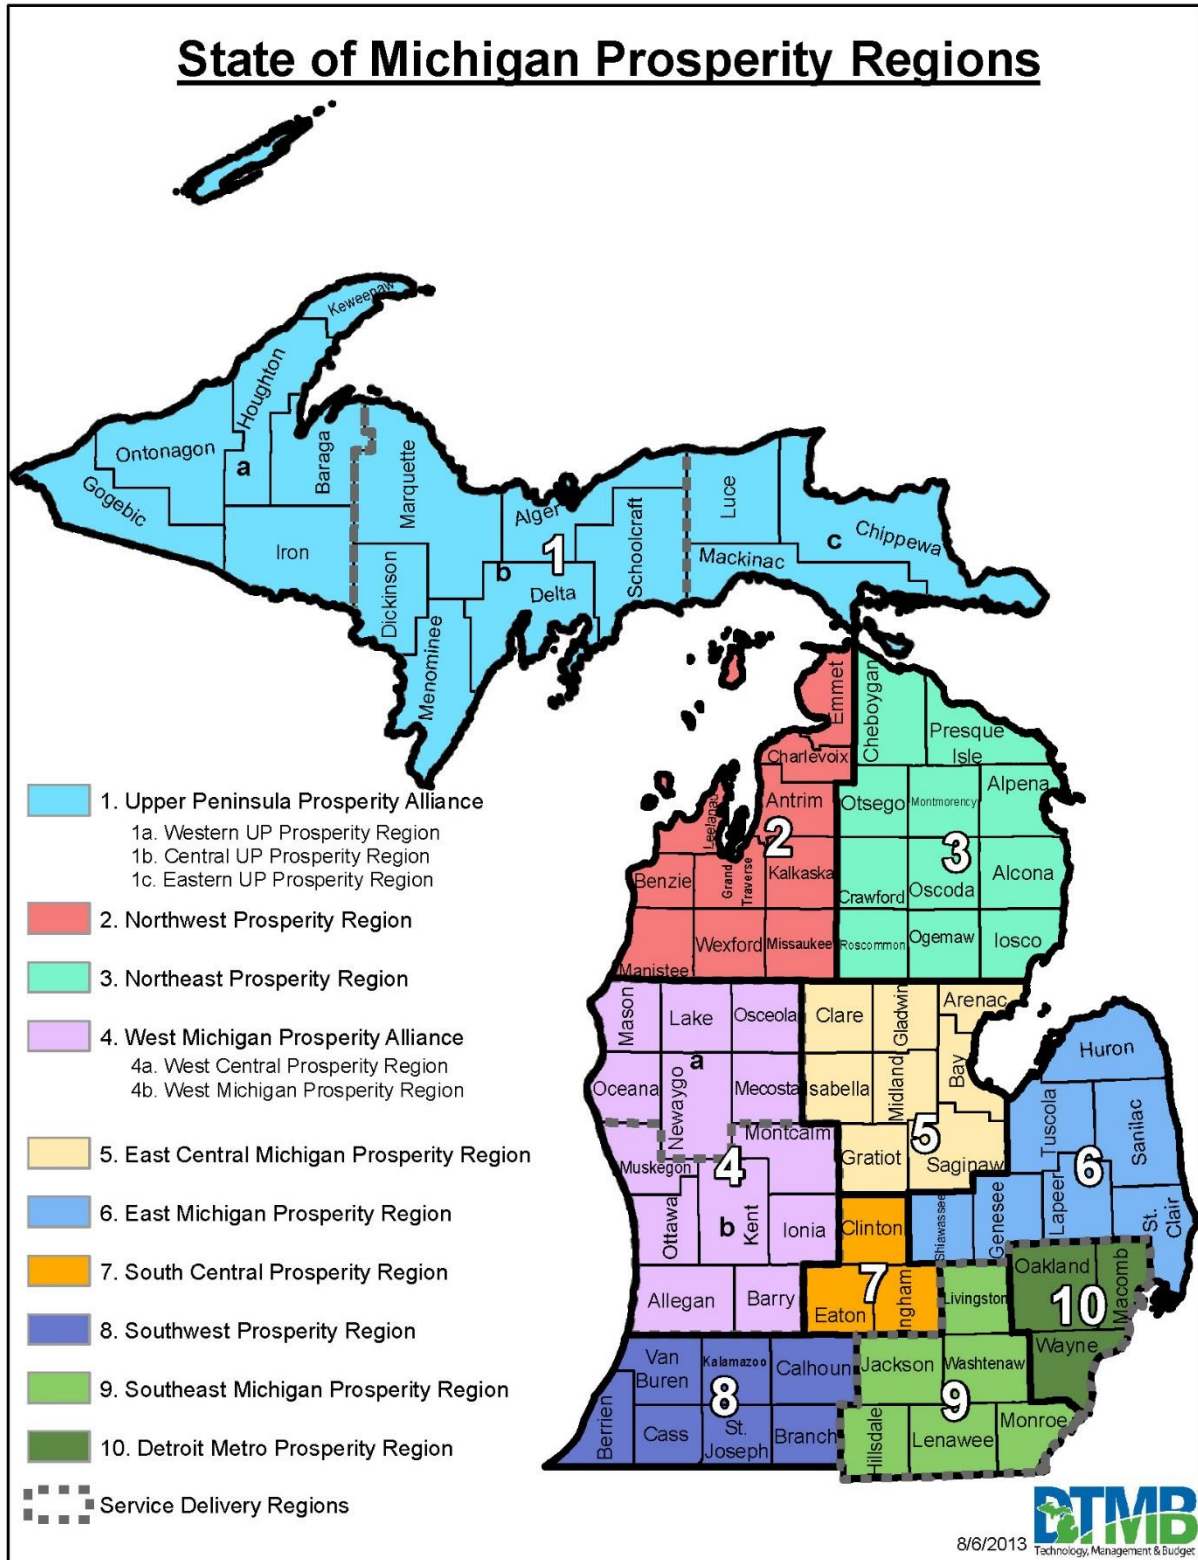 State of Michigan Prosperity Regions
Keweenaw
Houghton
Ontonagon
a
Baraga
Gogebic
Iron
Marquette
Alger
1
b
Dickinson
Delta
Schoolcraft
Menominee
Luce
c
Chippewa
Mackinac
Emmet
Cheboygan
Presque
Isle
Charlevoix
Antrim
Otsego
Montmorency
Alpena
Leelanau
2
3
Benzie
Grand
Traverse
Kalkaska
Crawford
Oscoda
Alcona
Manistee
Wexford
Missaukee
Roscommon
Ogemaw
Iosco
Mason
Lake
Osceola
Clare
Gladwin
Arenac
a
Oceana
Newaygo
Mecosta
Isabella
Midland
Bay
Huron
Montcalm
5
Tuscola
Sanilac
Muskegon
4
Gratiot
Saginaw
6
Ottawa
b
Kent
Ionia
Clinton
Shiawassee
Genesee
Lapeer
St.
Clair
Allegan
Barry
Eaton
7
Ingham
Livingston
Oakland
Macomb
10
Wayne
Van
Buren
Kalamazoo
Calhoun
Jackson
Washtenaw
8
9
Berrien
Cass
St.
Joseph
Branch
Hillsdale
Lenawee
Monroe
1. Upper Peninsula Prosperity Alliance
1a. Western UP Prosperity Region
1b. Central UP Prosperity Region
1c. Eastern UP Prosperity Region
2. Northwest Prosperity Region
3. Northeast Prosperity Region
4. West Michigan Prosperity Alliance
4a. West Central Prosperity Region
4b. West Michigan Prosperity Region
5. East Central Michigan Prosperity Region
6. East Michigan Prosperity Region
7. South Central Prosperity Region
8. Southwest Prosperity Region
9. Southeast Michigan Prosperity Region
10. Detroit Metro Prosperity Region
Service Delivery Regions
8/6/2013
DTMB
Technology, Management & Budget